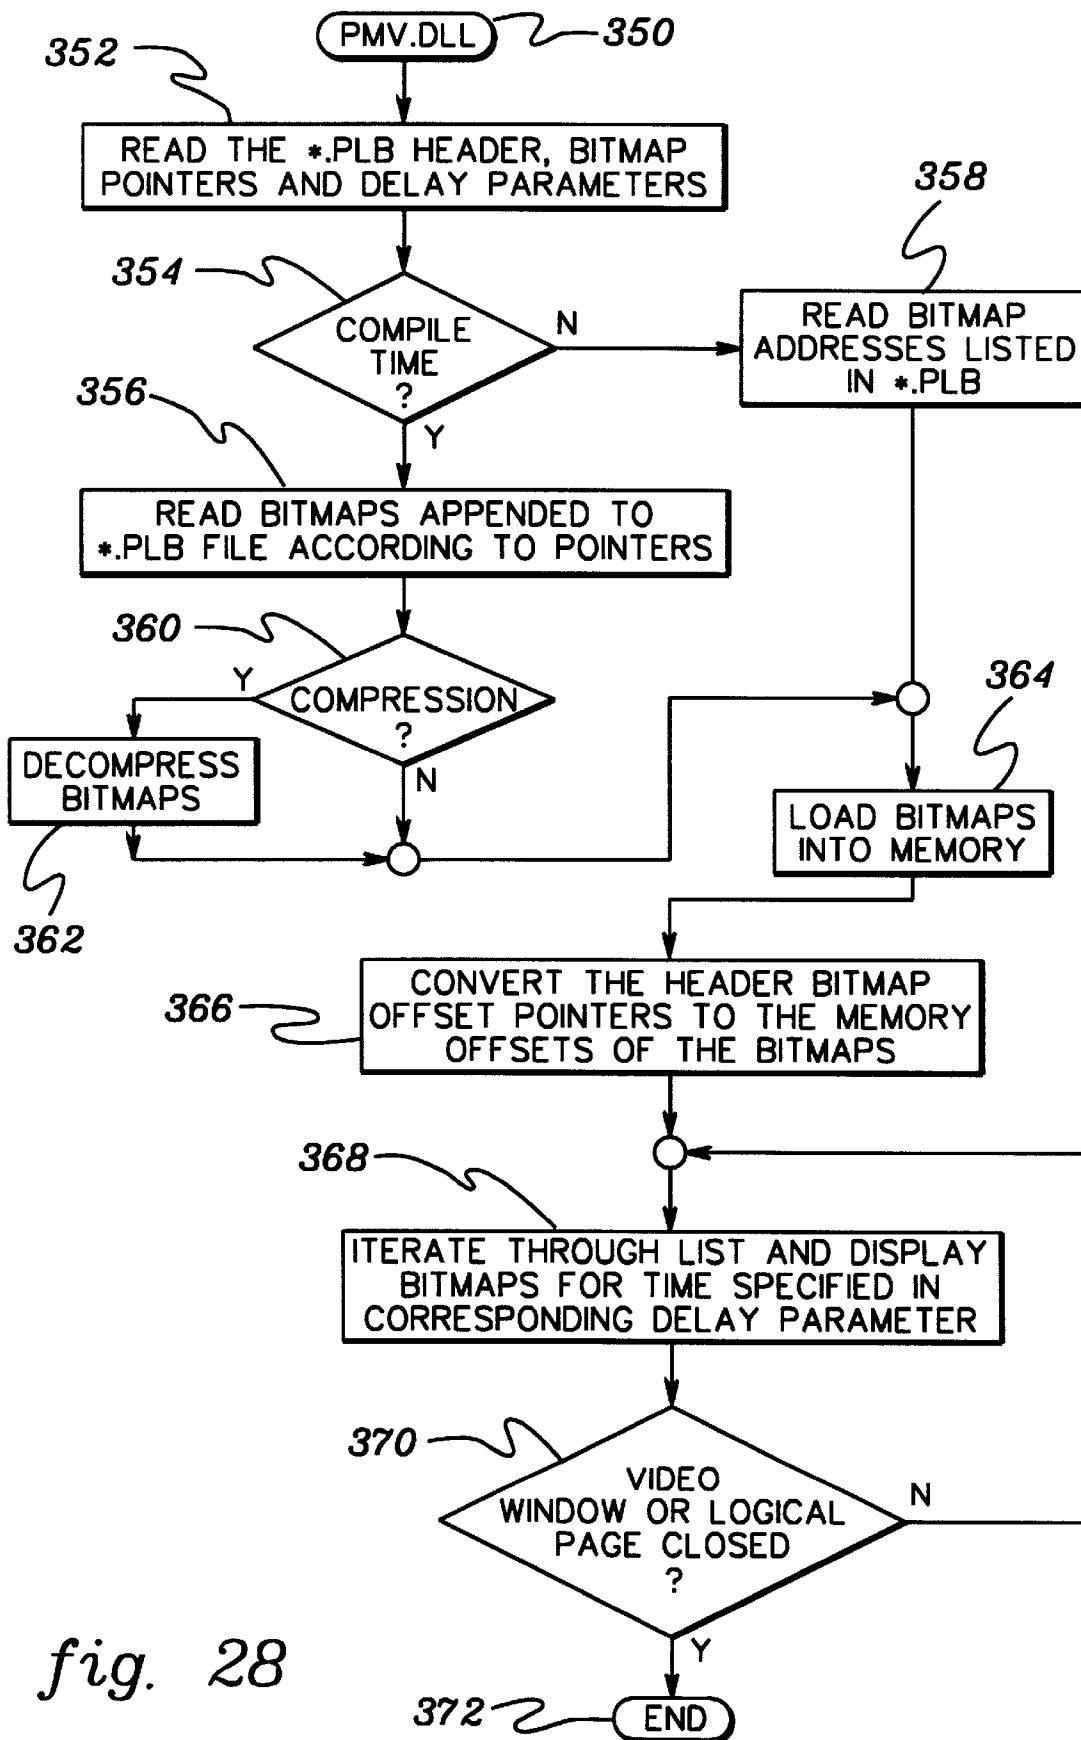 PMV.DLL
350
352
READ THE *.PLB HEADER, BITMAP
POINTERS AND DELAY PARAMETERS
358
354
COMPILE
TIME
?
N
Y
READ BITMAP
ADDRESSES LISTED
IN *.PLB
356
READ BITMAPS APPENDED TO
*.PLB FILE ACCORDING TO POINTERS
360
Y
COMPRESSION
?
N
364
DECOMPRESS
BITMAPS
LOAD BITMAPS
INTO MEMORY
362
366
CONVERT THE HEADER BITMAP
OFFSET POINTERS TO THE MEMORY
OFFSETS OF THE BITMAPS
368
ITERATE THROUGH LIST AND DISPLAY
BITMAPS FOR TIME SPECIFIED IN
CORRESPONDING DELAY PARAMETER
370
VIDEO
WINDOW OR LOGICAL
PAGE CLOSED
?
N
Y
fig. 28
372
END